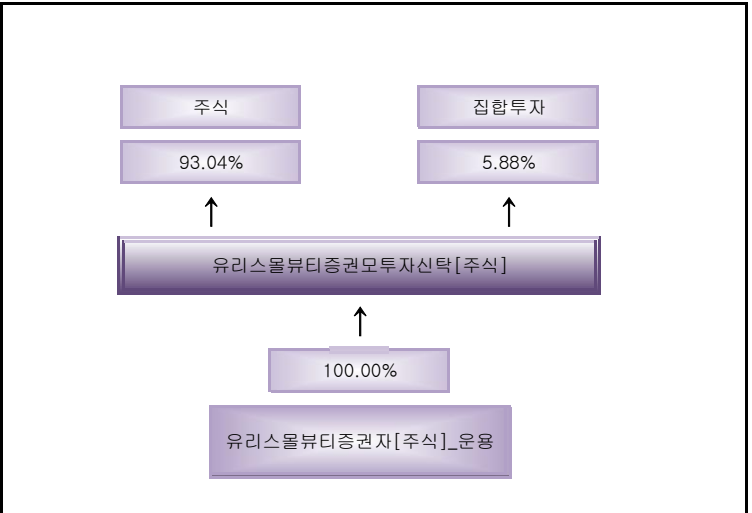 주식
집합투자
93.04%
5.88%
↑
↑
유리스몰뷰티증권모투자신탁[주식]
↑
100.00%
유리스몰뷰티증권자[주식]_운용